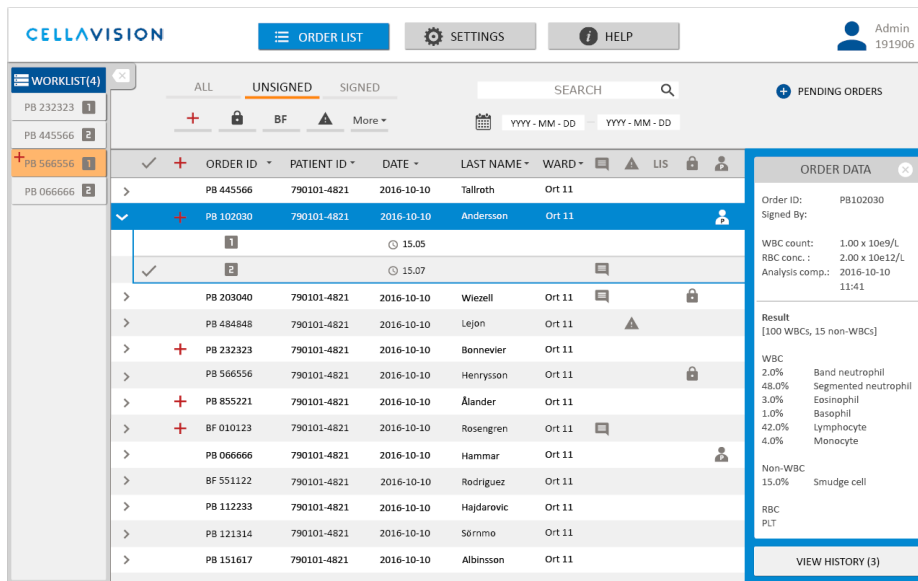 CELLAVISION
ORDER LIST
SETTINGS
HELP
Admin
191906
WORKLIST(4)
PB 232323 1
PB 445566 2
PB 566556 1
PB 066666 2
ALL UNSIGNED SIGNED
BF More
SEARCH
YYYY - MM - DD YYYY - MM - DD
PENDING ORDERS
ORDER ID PATIENT ID DATE LAST NAME WARD LIS
PB 445566 790101-4821 2016-10-10 Tallroth Ort 11
PB 102030 790101-4821 2016-10-10 Andersson Ort 11 P
1 15.05
2 15.07
PB 203040 790101-4821 2016-10-10 Wiezell Ort 11
PB 484848 790101-4821 2016-10-10 Lejon Ort 11
PB 232323 790101-4821 2016-10-10 Bonnevier Ort 11
PB 566556 790101-4821 2016-10-10 Henrysson Ort 11
PB 855221 790101-4821 2016-10-10 Ålander Ort 11
BF 010123 790101-4821 2016-10-10 Rosengren Ort 11
PB 066666 790101-4821 2016-10-10 Hammar Ort 11 P
BF 551122 790101-4821 2016-10-10 Rodriguez Ort 11
PB 112233 790101-4821 2016-10-10 Hajdarovic Ort 11
PB 121314 790101-4821 2016-10-10 Sörnmo Ort 11
PB 151617 790101-4821 2016-10-10 Albinsson Ort 11
ORDER DATA
Order ID: PB102030
Signed By:
WBC count: 1.00 x 10e9/L
RBC conc. : 2.00 x 10e12/L
Analysis comp.: 2016-10-10
11:41
Result
[100 WBCs, 15 non-WBCs]
WBC
2.0% Band neutrophil
48.0% Segmented neutrophil
3.0% Eosinophil
1.0% Basophil
42.0% Lymphocyte
4.0% Monocyte
Non-WBC
15.0% Smudge cell
RBC
PLT
VIEW HISTORY (3)